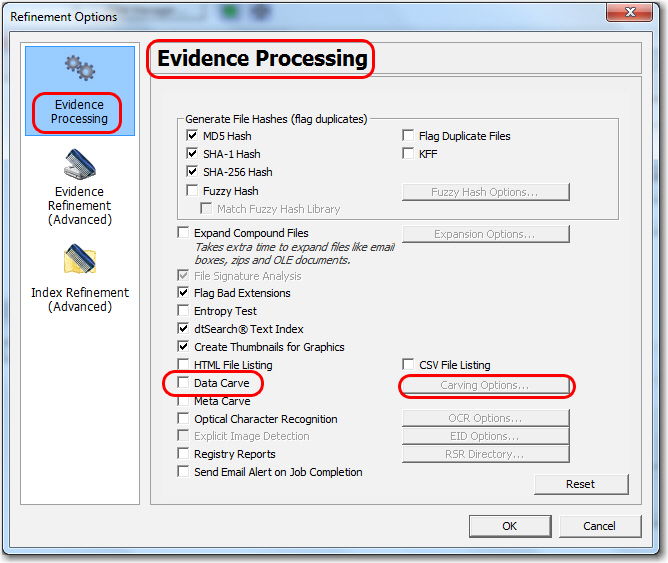 Refinement Options
Evidence
Processing
Evidence
Refinement
(Advanced)
Index Refinement
(Advanced)
Evidence Processing
Generate File Hashes (flag duplicates)
MD5 Hash
Flag Duplicate Files
SHA-1 Hash
KFF
SHA-256 Hash
Fuzzy Hash
Fuzzy Hash Options...
Match Fuzzy Hash Library
Expand Compound Files
Expansion Options...
Takes extra time to expand files like email
boxes, zips and OLE documents.
File Signature Analysis
Flag Bad Extensions
Entropy Test
dtSearch® Text Index
Create Thumbnails for Graphics
HTML File Listing
CSV File Listing
Data Carve
Carving Options...
Meta Carve
Optical Character Recognition
OCR Options...
Explicit Image Detection
EID Options...
Registry Reports
RSR Directory...
Send Email Alert on Job Completion
Reset
OK
Cancel